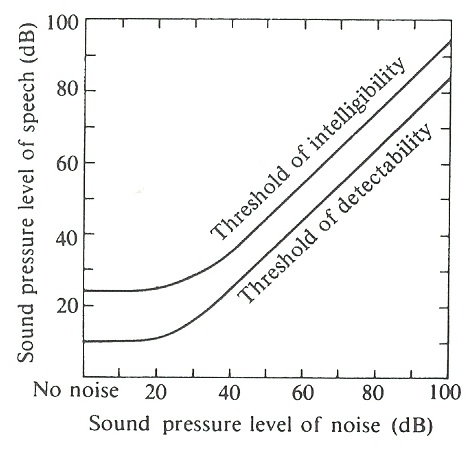 Sound pressure level of speech (dB)
100
80
60
40
20
Threshold of intelligibility
Threshold of detectability
No noise 20 40 60 80 100
Sound pressure level of noise (dB)